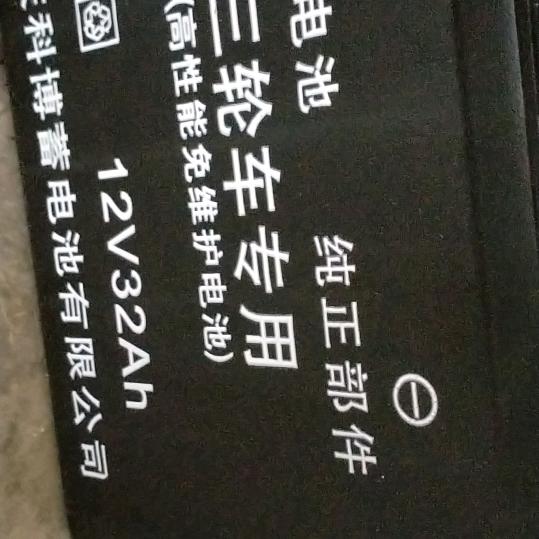 电池
纯正部件
三轮车专用
(高性能免维护电池)
12V32Ah
科博蓄电池有限公司